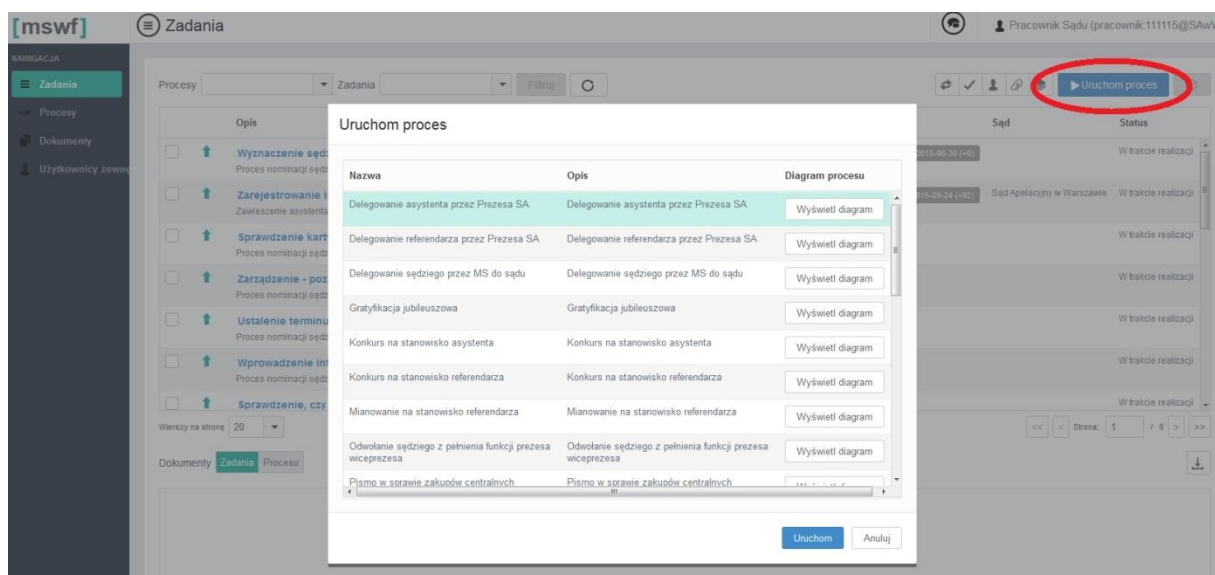 [mswf]
Zadania
Pracownik Sądu (pracownik:111115@SAwW
NAWIGACJA
Zadania
Procesy
Dokumenty
Użytkownicy zewnę
Procesy
Zadania
Filtruj
Uruchom proces
Opis
Sąd
Status
Wyznaczenie sędz
Proces nominacji sędz
2015-06-30 (+6)
W trakcie realizacji
Zarejestrowanie i
Zawieszenie asystenta
015-09-24 (+92)
Sąd Apelacyjny w Warszawie
W trakcie realizacji
Sprawdzenie kart
Proces nominacji sędz
W trakcie realizacji
Zarządzenie - poz
Proces nominacji sędz
W trakcie realizacji
Ustalenie terminu
Proces nominacji sędz
W trakcie realizacji
Wprowadzenie inf
Proces nominacji sędz
W trakcie realizacji
Sprawdzenie, czy
W trakcie realizacji
Wierszy na stronę 20
<< < Strona: 1 / 6 > >>
Dokumenty Zadania Procesu
Uruchom proces
Nazwa Opis Diagram procesu
Delegowanie asystenta przez Prezesa SA Delegowanie asystenta przez Prezesa SA Wyświetl diagram
Delegowanie referendarza przez Prezesa SA Delegowanie referendarza przez Prezesa SA Wyświetl diagram
Delegowanie sędziego przez MS do sądu Delegowanie sędziego przez MS do sądu Wyświetl diagram
Gratyfikacja jubileuszowa Gratyfikacja jubileuszowa Wyświetl diagram
Konkurs na stanowisko asystenta Konkurs na stanowisko asystenta Wyświetl diagram
Konkurs na stanowisko referendarza Konkurs na stanowisko referendarza Wyświetl diagram
Mianowanie na stanowisko referendarza Mianowanie na stanowisko referendarza Wyświetl diagram
Odwołanie sędziego z pełnienia funkcji prezesa Odwołanie sędziego z pełnienia funkcji prezesa Wyświetl diagram
wiceprezesa wiceprezesa
Pismo w sprawie zakupów centralnych Pismo w sprawie zakupów centralnych
Uruchom Anuluj